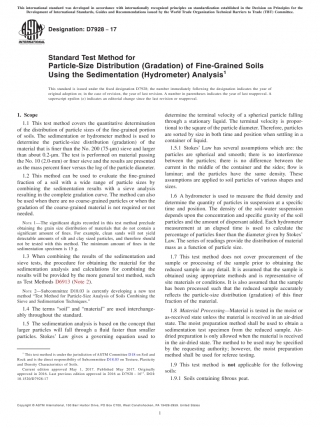 This international standard was developed in accordance with internationally recognized principles on standardization established in the Decision on Principles for the
Development of International Standards, Guides and Recommendations issued by the World Trade Organization Technical Barriers to Trade (TBT) Committee.
Designation: D7928 − 17
Standard Test Method for
Particle-Size Distribution (Gradation) of Fine-Grained Soils
Using the Sedimentation (Hydrometer) Analysis1
This standard is issued under the fixed designation D7928; the number immediately following the designation indicates the year of
original adoption or, in the case of revision, the year of last revision. A number in parentheses indicates the year of last reapproval. A
superscript epsilon (ε) indicates an editorial change since the last revision or reapproval.
1. Scope
1.1 This test method covers the quantitative determination
of the distribution of particle sizes of the fine-grained portion
of soils. The sedimentation or hydrometer method is used to
determine the particle-size distribution (gradation) of the
material that is finer than the No. 200 (75-µm) sieve and larger
than about 0.2-µm. The test is performed on material passing
the No. 10 (2.0-mm) or finer sieve and the results are presented
as the mass percent finer versus the log of the particle diameter.
1.2 This method can be used to evaluate the fine-grained
fraction of a soil with a wide range of particle sizes by
combining the sedimentation results with a sieve analysis
resulting in the complete gradation curve. The method can also
be used when there are no coarse-grained particles or when the
gradation of the coarse-grained material is not required or not
needed.
NOTE 1—The significant digits recorded in this test method preclude
obtaining the grain size distribution of materials that do not contain a
significant amount of fines. For example, clean sands will not yield
detectable amounts of silt and clay sized particles, and therefore should
not be tested with this method. The minimum amount of fines in the
sedimentation specimen is 15 g.
1.3 When combining the results of the sedimentation and
sieve tests, the procedure for obtaining the material for the
sedimentation analysis and calculations for combining the
results will be provided by the more general test method, such
as Test Methods D6913 (Note 2).
NOTE 2—Subcommittee D18.03 is currently developing a new test
method "Test Method for Particle-Size Analysis of Soils Combining the
Sieve and Sedimentation Techniques."
1.4 The terms "soil" and "material" are used interchange-
ably throughout the standard.
1.5 The sedimentation analysis is based on the concept that
larger particles will fall through a fluid faster than smaller
particles. Stokes' Law gives a governing equation used to
1 This test method is under the jurisdiction of ASTM Committee D18 on Soil and
Rock and is the direct responsibility of Subcommittee D18.03 on Texture, Plasticity
and Density Characteristics of Soils.
Current edition approved May 1, 2017. Published May 2017. Originally
approved in 2016. Last previous edition approved in 2016 as D7928 – 16ε1. DOI:
10.1520/D7928-17
determine the terminal velocity of a spherical particle falling
through a stationary liquid. The terminal velocity is propor-
tional to the square of the particle diameter. Therefore, particles
are sorted by size in both time and position when settling in a
container of liquid.
1.5.1 Stokes' Law has several assumptions which are: the
particles are spherical and smooth; there is no interference
between the particles; there is no difference between the
current in the middle of the container and the sides; flow is
laminar; and the particles have the same density. These
assumptions are applied to soil particles of various shapes and
sizes.
1.6 A hydrometer is used to measure the fluid density and
determine the quantity of particles in suspension at a specific
time and position. The density of the soil-water suspension
depends upon the concentration and specific gravity of the soil
particles and the amount of dispersant added. Each hydrometer
measurement at an elapsed time is used to calculate the
percentage of particles finer than the diameter given by Stokes'
Law. The series of readings provide the distribution of material
mass as a function of particle size.
1.7 This test method does not cover procurement of the
sample or processing of the sample prior to obtaining the
reduced sample in any detail. It is assumed that the sample is
obtained using appropriate methods and is representative of
site materials or conditions. It is also assumed that the sample
has been processed such that the reduced sample accurately
reflects the particle-size distribution (gradation) of this finer
fraction of the material.
1.8 Material Processing—Material is tested in the moist or
as-received state unless the material is received in an air-dried
state. The moist preparation method shall be used to obtain a
sedimentation test specimen from the reduced sample. Air-
dried preparation is only allowed when the material is received
in the air-dried state. The method to be used may be specified
by the requesting authority; however, the moist preparation
method shall be used for referee testing.
1.9 This test method is not applicable for the following
soils:
1.9.1 Soils containing fibrous peat.
Copyright © ASTM International, 100 Barr Harbor Drive, PO Box C700, West Conshohocken, PA 19428-2959. United States
1